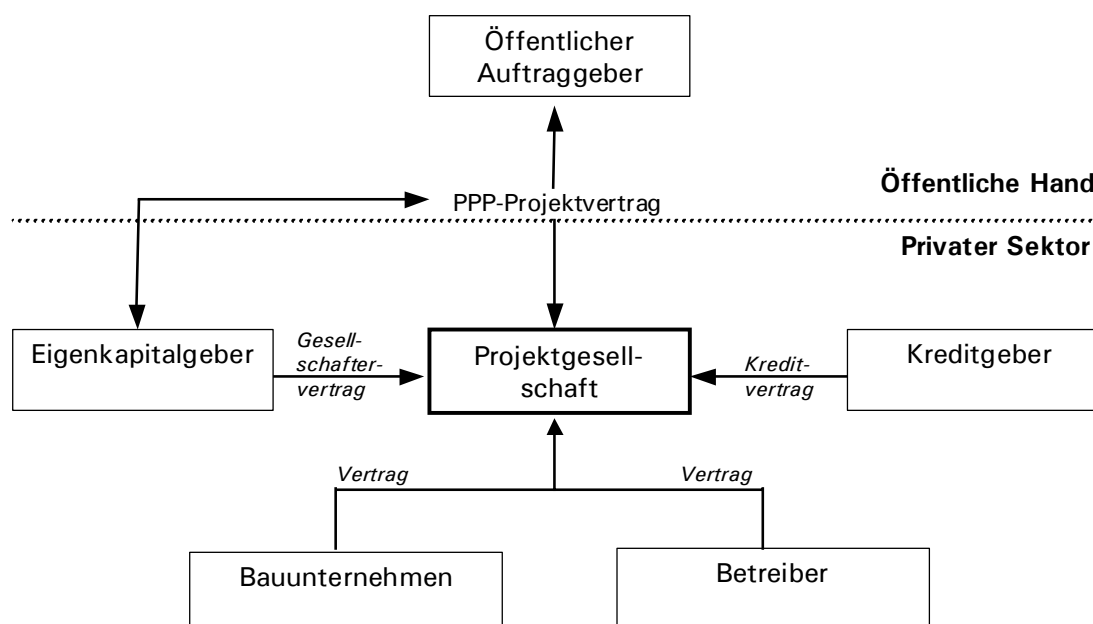 Öffentlicher
Auftraggeber
Öffentliche Hand
PPP-Projektvertrag
Privater Sektor
Eigenkapitalgeber
Gesell-
schafter-
vertrag
Projektgesell-
schaft
Kredit-
vertrag
Kreditgeber
Vertrag
Vertrag
Bauunternehmen
Betreiber